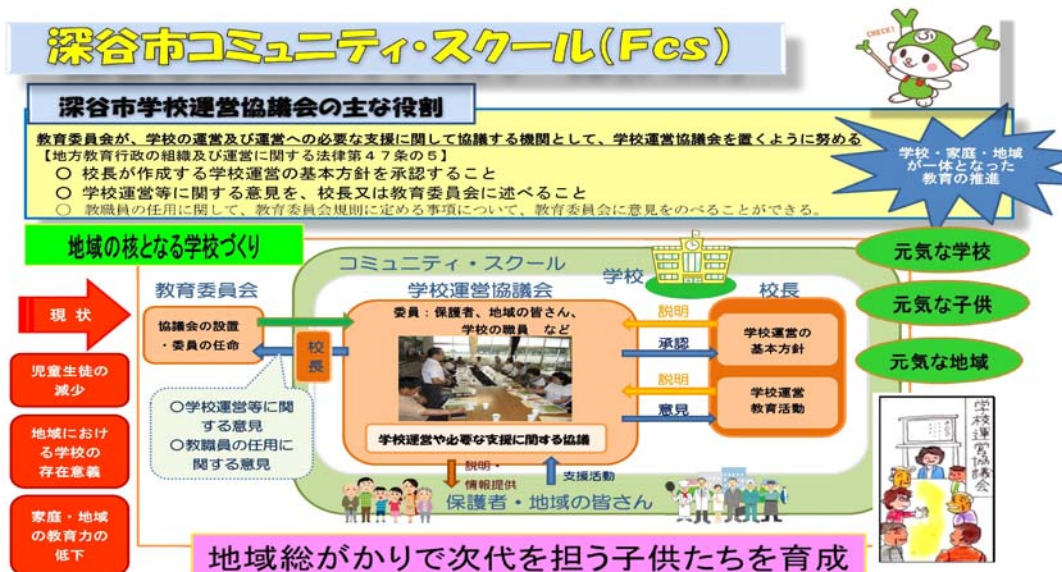 深谷市コミュニティ・スクール(Fcs)
CHECK!
深谷市学校運営協議会の主な役割
教育委員会が、学校の運営及び運営への必要な支援に関して協議する機関として、学校運営協議会を置くように努める
【地方教育行政の組織及び運営に関する法律第47条の5】
○ 校長が作成する学校運営の基本方針を承認すること
○ 学校運営等に関する意見を、校長又は教育委員会に述べること
○ 教職員の任用に関して、教育委員会規則に定める事項について、教育委員会に意見をのべることができる。
学校・家庭・地域
が一体となった
教育の推進
地域の核となる学校づくり
現 状
児童生徒の
減少
地域におけ
る学校の
存在意義
家庭・地域
の教育力の
低下
コミュニティ・スクール
教育委員会
協議会の設置
・委員の任命
校長
○学校運営等に関
する意見
○教職員の任用に
関する意見
学校運営協議会
委員：保護者、地域の皆さん、
学校の職員 など
学校運営や必要な支援に関する協議
学校
校長
説明
承認
説明
意見
学校運営の
基本方針
学校運営
教育活動
説明・
情報提供
支援活動
保護者・地域の皆さん
元気な学校
元気な子供
元気な地域
学校運営協議会
地域総がかりで次代を担う子供たちを育成